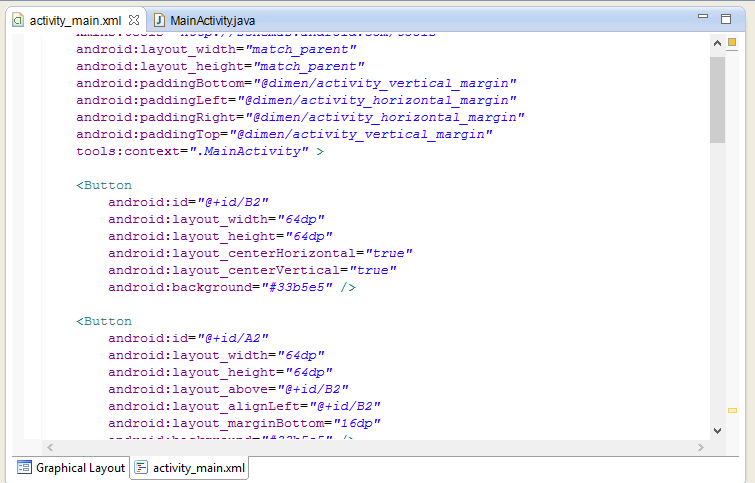 activity_main.xml MainActivity.java
android:layout_width="match_parent"
android:layout_height="match_parent"
android:paddingBottom="@dimen/activity_vertical_margin"
android:paddingLeft="@dimen/activity_horizontal_margin"
android:paddingRight="@dimen/activity_horizontal_margin"
android:paddingTop="@dimen/activity_vertical_margin"
tools:context=".MainActivity" >
<Button
android:id="@+id/B2"
android:layout_width="64dp"
android:layout_height="64dp"
android:layout_centerHorizontal="true"
android:layout_centerVertical="true"
android:background="#33b5e5" />
<Button
android:id="@+id/A2"
android:layout_width="64dp"
android:layout_height="64dp"
android:layout_above="@+id/B2"
android:layout_alignLeft="@+id/B2"
android:layout_marginBottom="16dp"
android:background="#33b5e5" />
Graphical Layout activity_main.xml